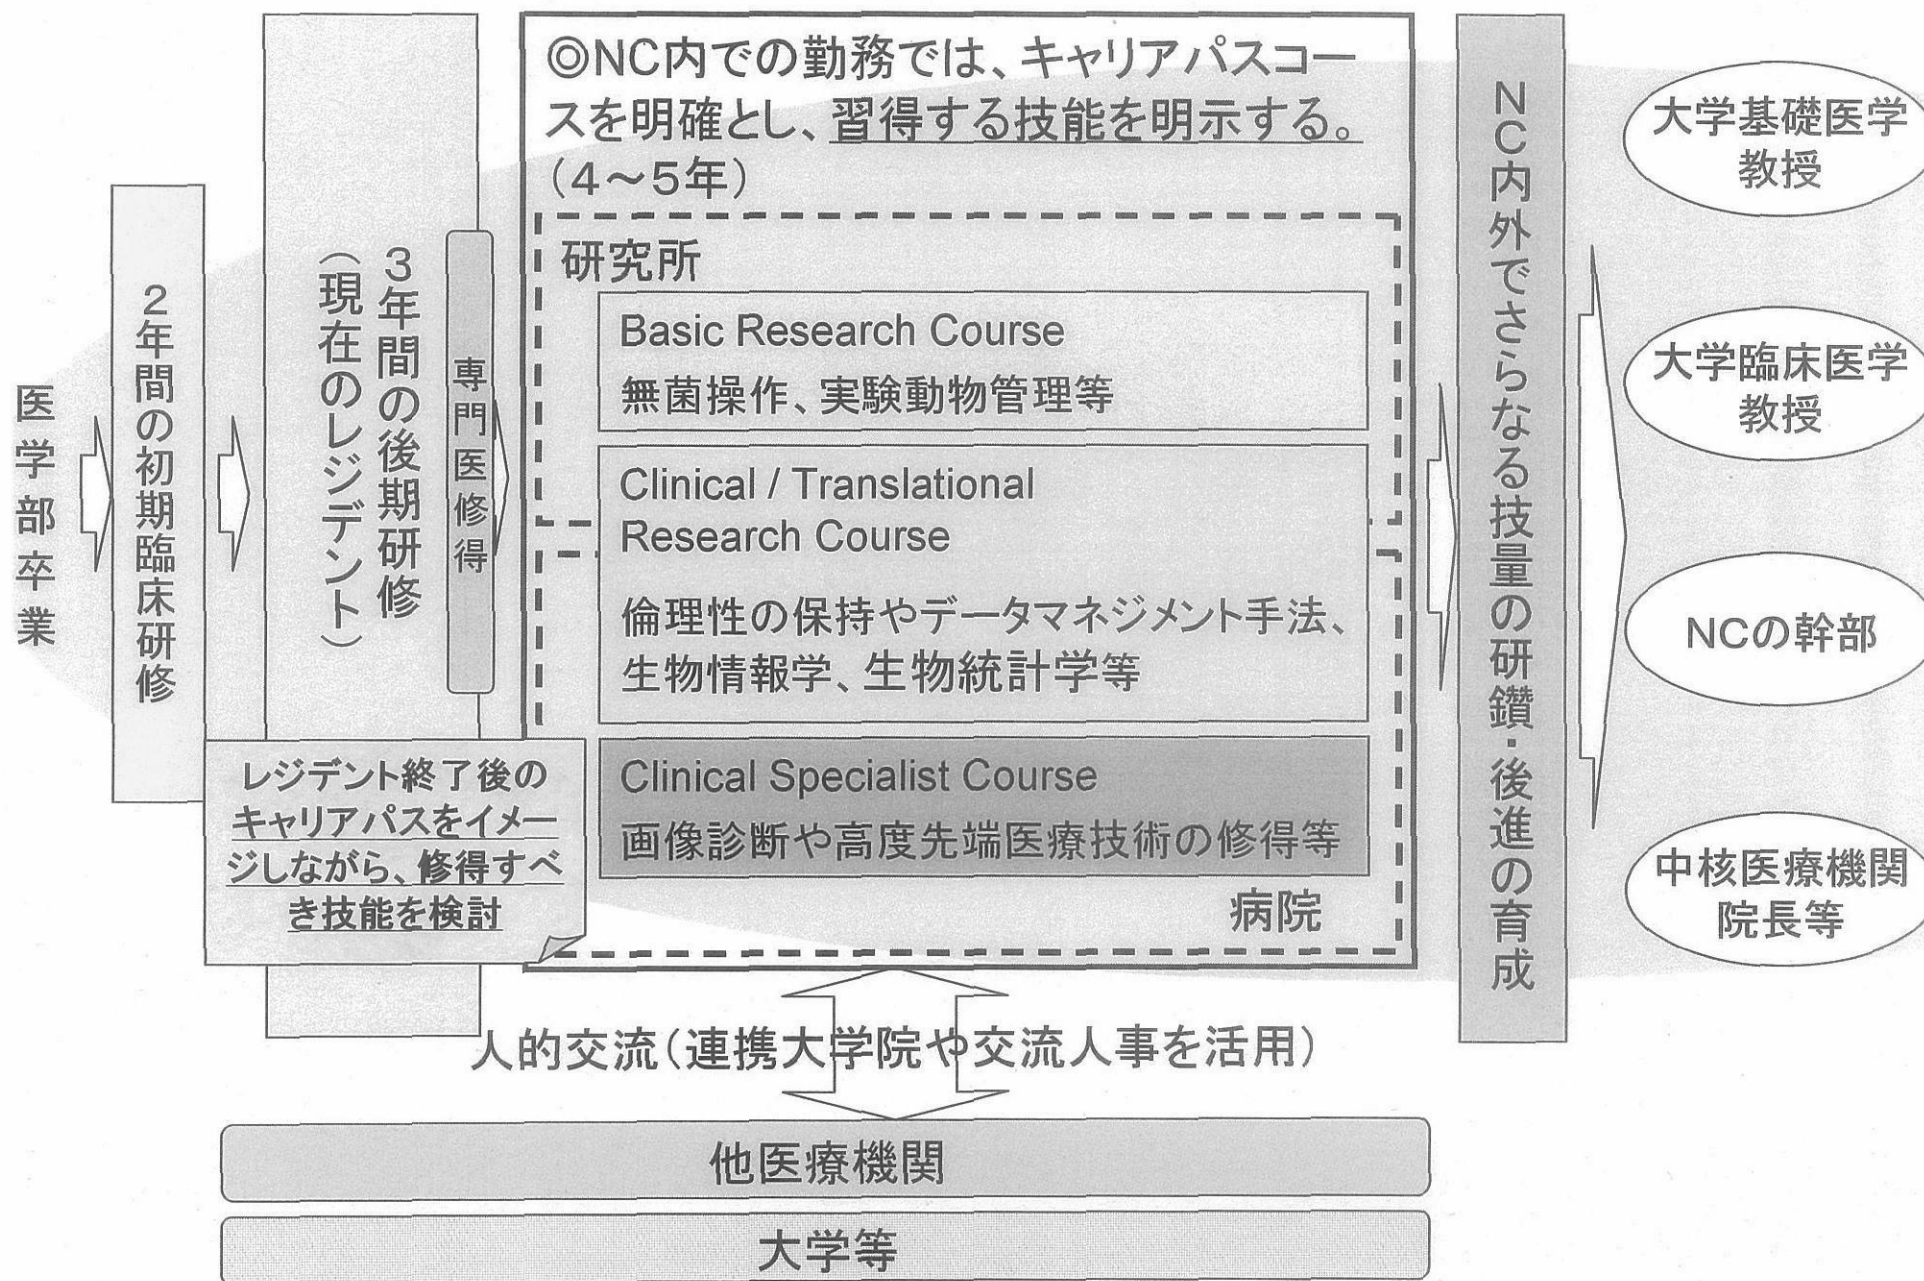 医学部卒業
2年間の初期臨床研修
3年間の後期研修
(現在のレジデント)
専門医修得
レジデント終了後の
キャリアパスをイメー
ジしながら、修得すべ
き技能を検討
◎NC内での勤務では、キャリアパスコー
スを明確とし、習得する技能を明示する。
(4〜5年)
研究所
Basic Research Course
無菌操作、実験動物管理等
Clinical / Translational
Research Course
倫理性の保持やデータマネジメント手法、
生物情報学、生物統計学等
Clinical Specialist Course
画像診断や高度先端医療技術の修得等
病院
NC内外でさらなる技量の研鑽・後進の育成
大学基礎医学
教授
大学臨床医学
教授
NCの幹部
中核医療機関
院長等
人的交流(連携大学院や交流人事を活用)
他医療機関
大学等